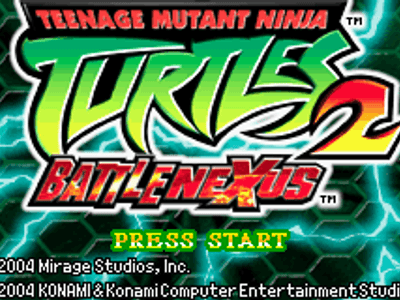 TEENAGE MUTANT NINJA ™
TURTLES 2
BATTLE NEXUS ™
PRESS START
2004 Mirage Studios, Inc.
2004 KONAMI & Konami Computer Entertainment Studi